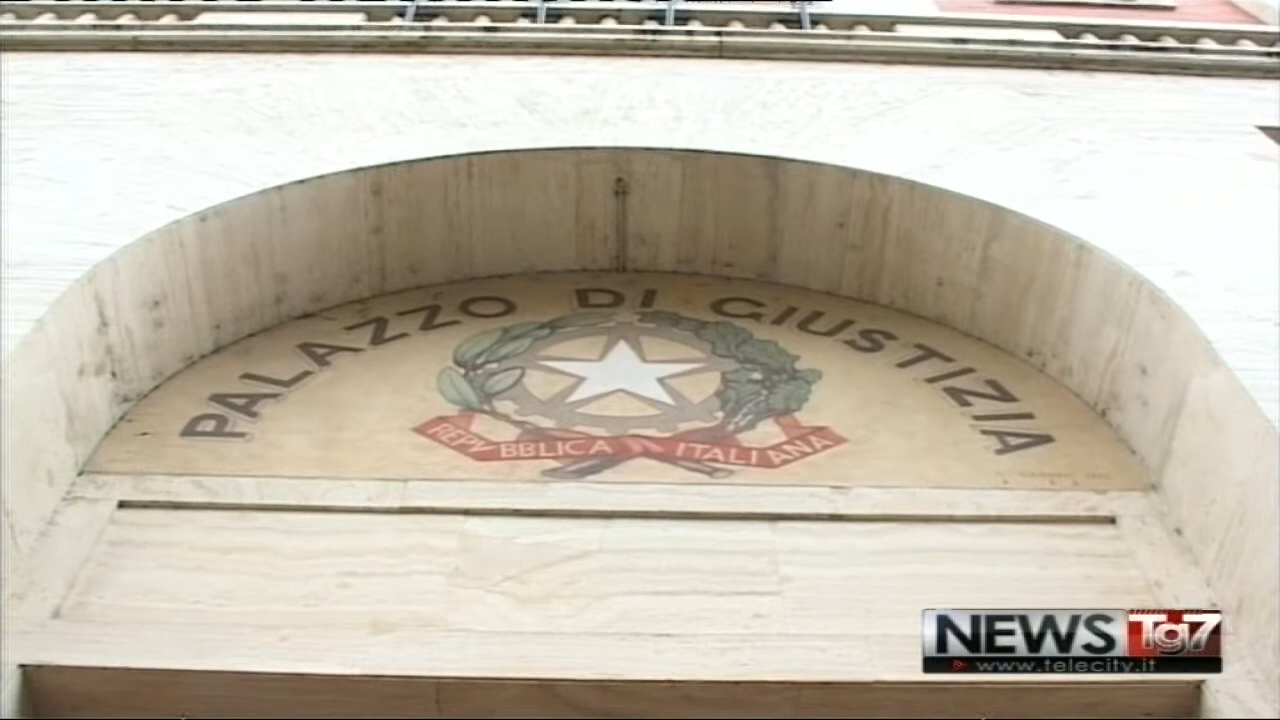 PALAZZO DI GIUSTIZIA
REPVBBLICA ITALIANA
NEWS Tg7
www.telecity.it